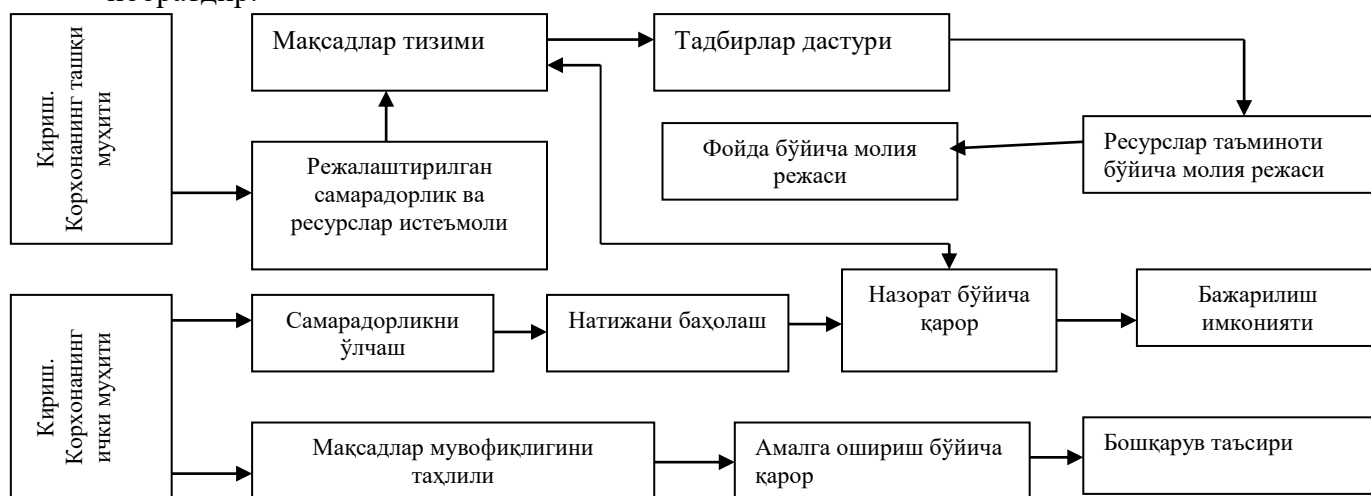 Мақсадлар тизими
Тадбирлар дастури
Кириш.
Корхонанинг ташқи
муҳити
Фойда бўйича молия
режаси
Ресурслар таъминоти
бўйича молия режаси
Режалаштирилган
самарадорлик ва
ресурслар истеъмоли
Кириш.
Корхонанинг
ички муҳити
Самарадорликни
ўлчаш
Натижани баҳолаш
Назорат бўйича
қарор
Бажарилиш
имконияти
Мақсадлар мувофиқлигини
таҳлили
Амалга ошириш бўйича
қарор
Бошқарув таъсири